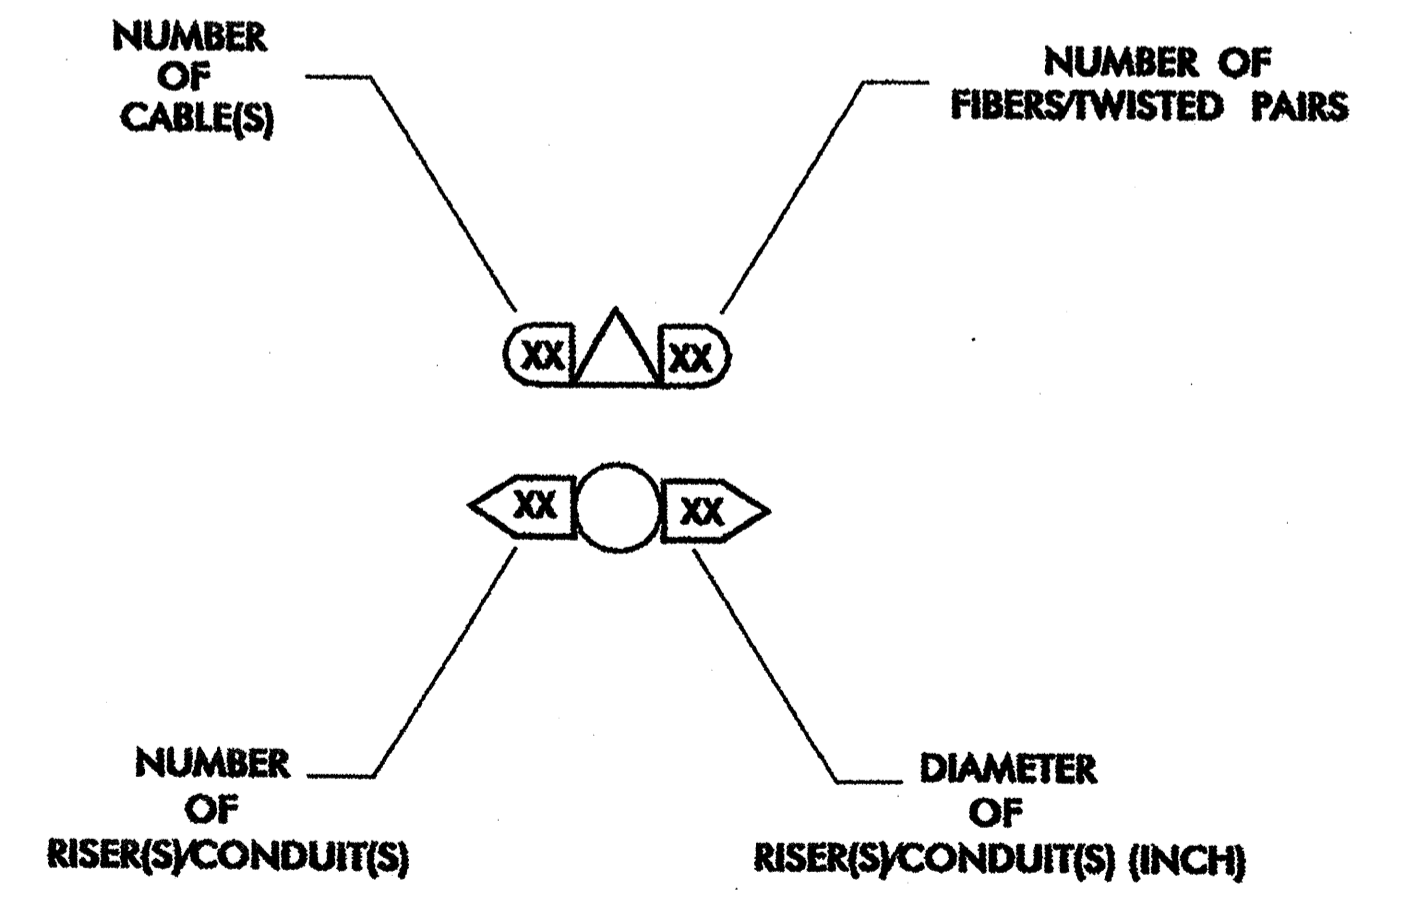 NUMBER
OF
CABLE(S)
NUMBER OF
FIBERS/TWISTED PAIRS
XX
XX
XX
XX
NUMBER
OF
RISER(S)/CONDUIT(S)
DIAMETER
OF
RISER(S)/CONDUIT(S) (INCH)